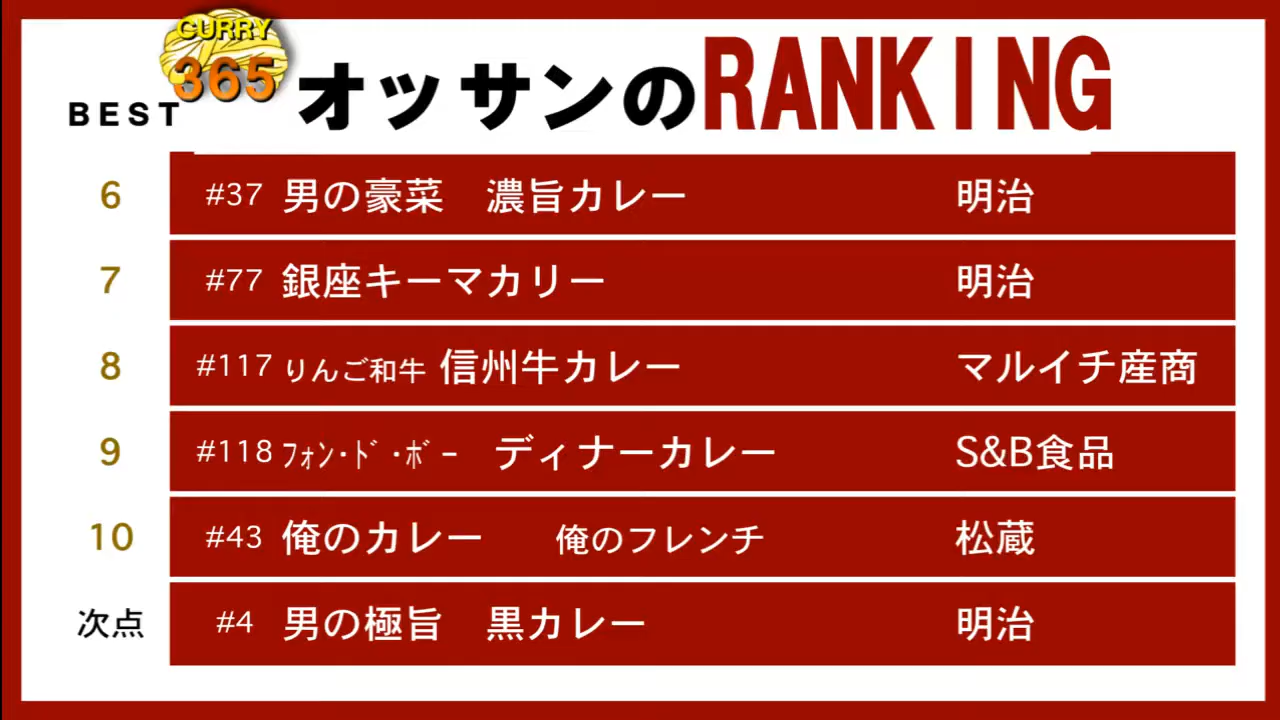 CURRY
365
BEST
オッサンのRANKING
6 #37 男の豪菜 濃旨カレー 明治
7 #77 銀座キーマカリー 明治
8 #117 りんご和牛 信州牛カレー マルイチ産商
9 #118 ﾌｫﾝ･ﾄﾞ･ﾎﾞｰ ディナーカレー S&B食品
10 #43 俺のカレー 俺のフレンチ 松蔵
次点 #4 男の極旨 黒カレー 明治